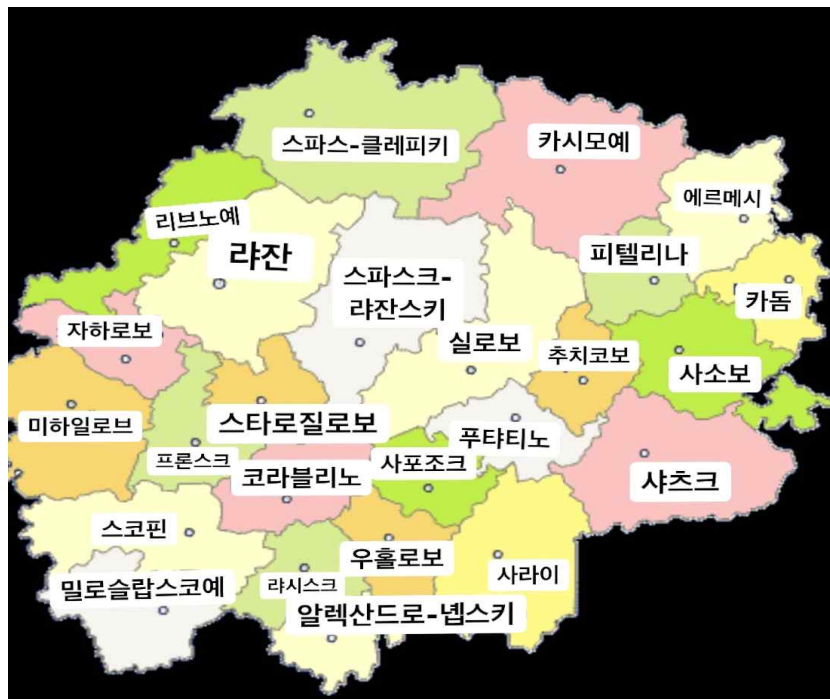 스파스-클레피키
카시모예
에르메시
리브노예
랴잔
피텔리나
스파스크-
랴잔스키
카돔
자하로보
실로보
추치코보
사소보
미하일로브
스타로질로보
푸탸티노
프론스크
코라블리노
사포조크
샤츠크
스코핀
우홀로보
사라이
밀로슬랍스코예
랴시스크
알렉산드로-넵스키